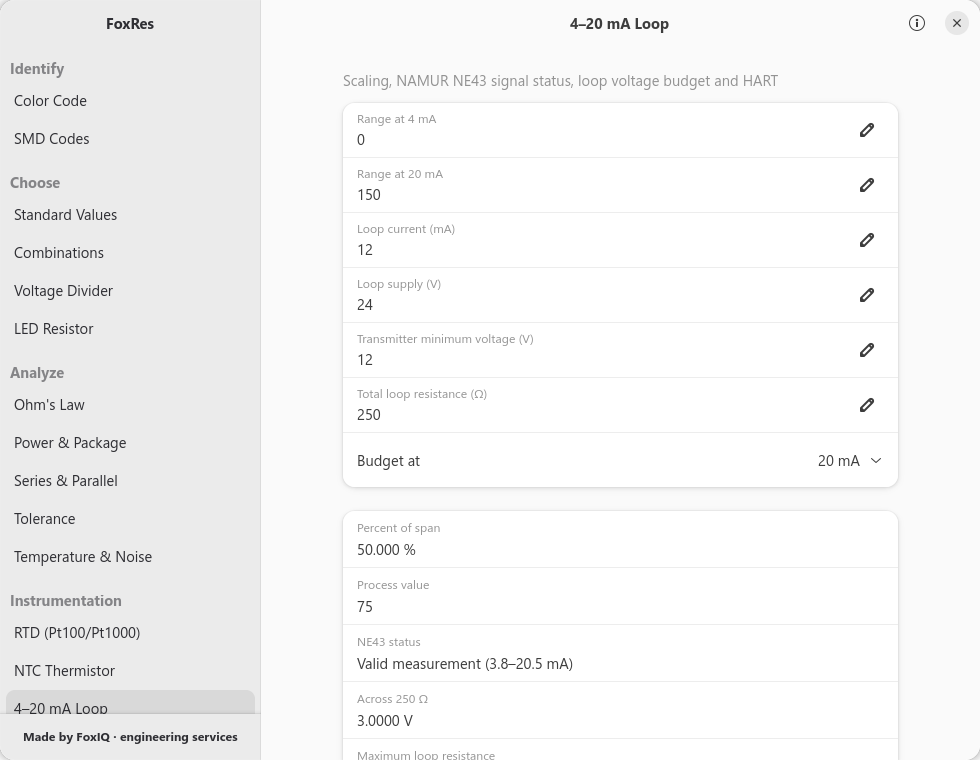 FoxRes
4–20 mA Loop
Identify
Color Code
SMD Codes
Choose
Standard Values
Combinations
Voltage Divider
LED Resistor
Analyze
Ohm's Law
Power & Package
Series & Parallel
Tolerance
Temperature & Noise
Instrumentation
RTD (Pt100/Pt1000)
NTC Thermistor
4–20 mA Loop
Made by FoxIQ · engineering services
Scaling, NAMUR NE43 signal status, loop voltage budget and HART
Range at 4 mA
0
Range at 20 mA
150
Loop current (mA)
12
Loop supply (V)
24
Transmitter minimum voltage (V)
12
Total loop resistance (Ω)
250
Budget at
20 mA
Percent of span
50.000 %
Process value
75
NE43 status
Valid measurement (3.8–20.5 mA)
Across 250 Ω
3.0000 V
Maximum loop resistance